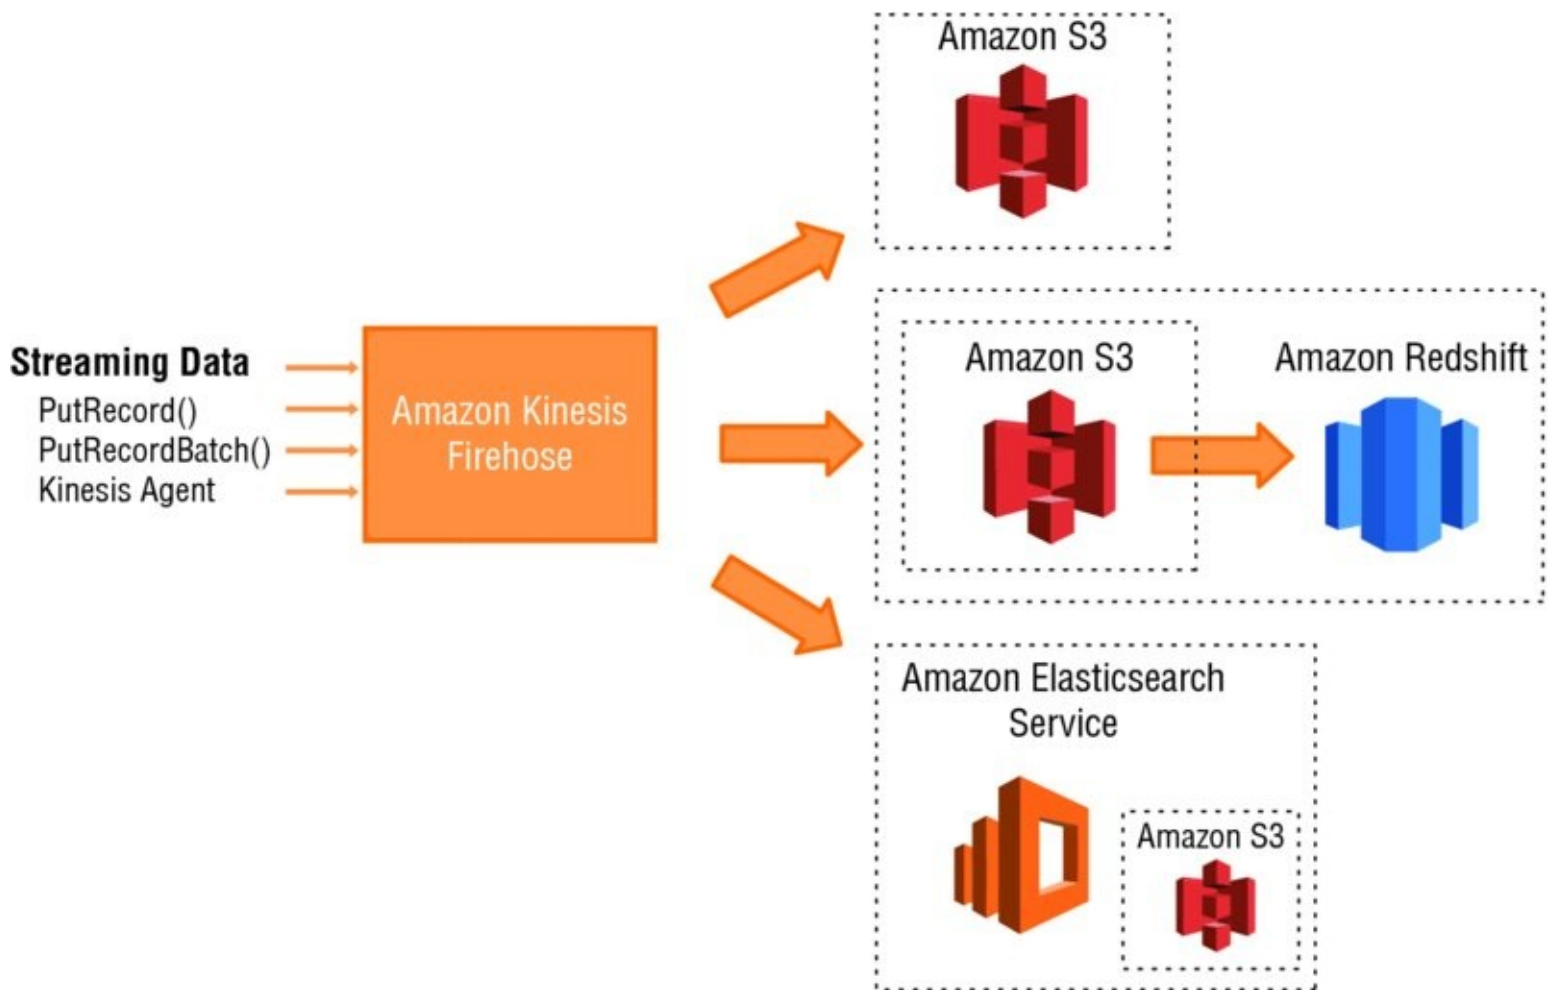 Streaming Data
PutRecord()
PutRecordBatch()
Kinesis Agent
Amazon Kinesis
Firehose
Amazon S3
Amazon S3
Amazon Redshift
Amazon Elasticsearch
Service
Amazon S3